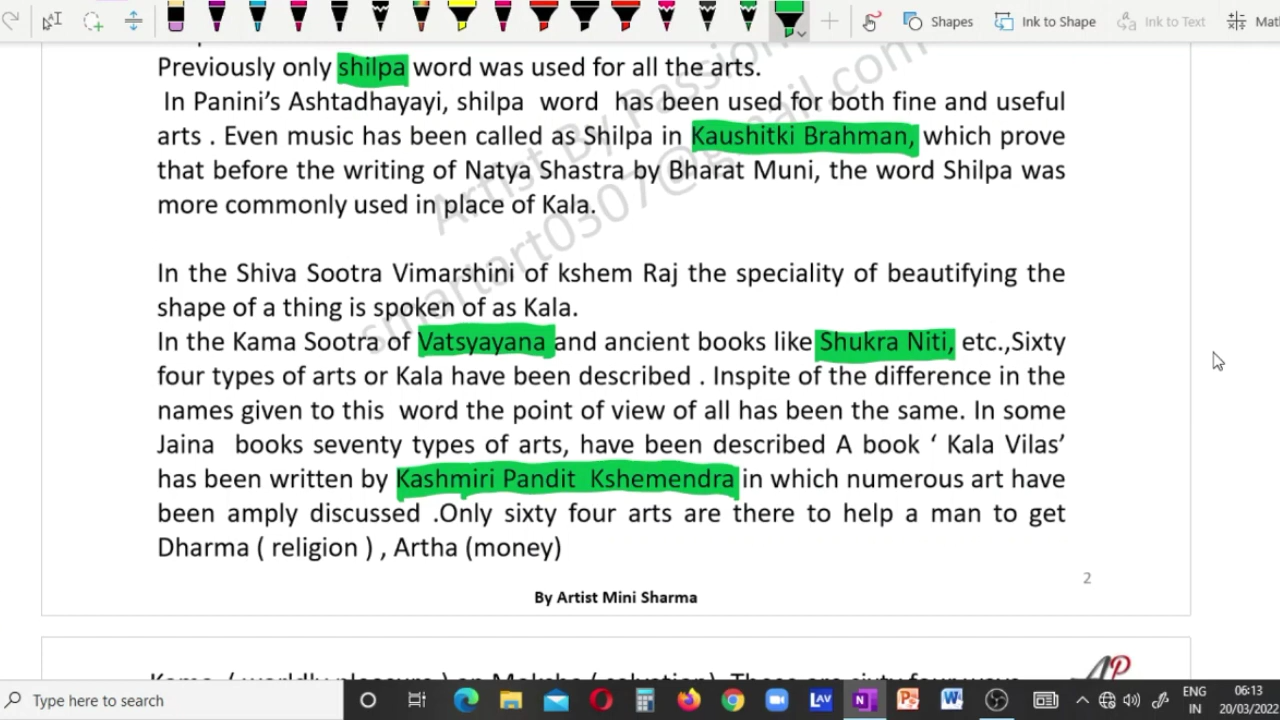 Shapes Ink to Shape Ink to Text Mat
Previously only shilpa word was used for all the arts.
In Panini's Ashtadhayayi, shilpa word has been used for both fine and useful
arts . Even music has been called as Shilpa in Kaushitki Brahman, which prove
that before the writing of Natya Shastra by Bharat Muni, the word Shilpa was
more commonly used in place of Kala.
Artist By Passion
smartart0307@gmail.com
In the Shiva Sootra Vimarshini of kshem Raj the speciality of beautifying the
shape of a thing is spoken of as Kala.
In the Kama Sootra of Vatsyayana and ancient books like Shukra Niti, etc.,Sixty
four types of arts or Kala have been described . Inspite of the difference in the
names given to this word the point of view of all has been the same. In some
Jaina books seventy types of arts, have been described A book ‘ Kala Vilas’
has been written by Kashmiri Pandit Kshemendra in which numerous art have
been amply discussed .Only sixty four arts are there to help a man to get
Dharma ( religion ) , Artha (money)
2
By Artist Mini Sharma
AP
Type here to search
LAV
ENG
IN
06:13
20/03/2022